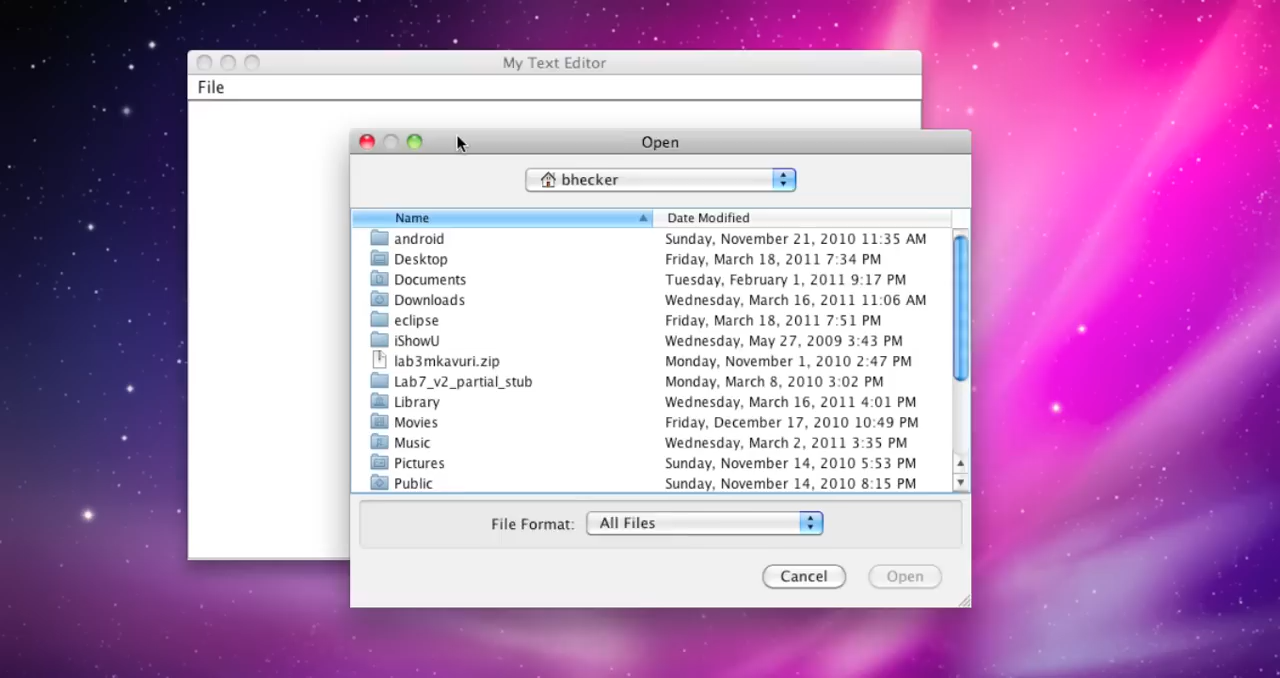 My Text Editor
File
Open
bhecker
Name Date Modified
android Sunday, November 21, 2010 11:35 AM
Desktop Friday, March 18, 2011 7:34 PM
Documents Tuesday, February 1, 2011 9:17 PM
Downloads Wednesday, March 16, 2011 11:06 AM
eclipse Friday, March 18, 2011 7:51 PM
iShowU Wednesday, May 27, 2009 3:43 PM
lab3mkavuri.zip Monday, November 1, 2010 2:47 PM
Lab7_v2_partial_stub Monday, March 8, 2010 3:02 PM
Library Wednesday, March 16, 2011 4:01 PM
Movies Friday, December 17, 2010 10:49 PM
Music Wednesday, March 2, 2011 3:35 PM
Pictures Sunday, November 14, 2010 5:53 PM
Public Sunday, November 14, 2010 8:15 PM
File Format: All Files
Cancel Open